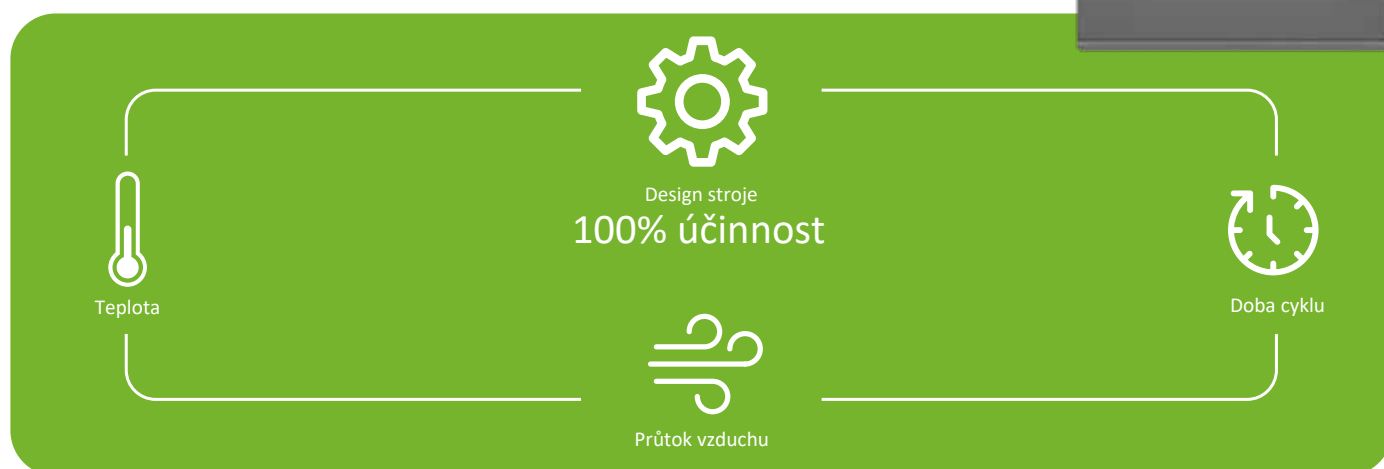 Design stroje
100% účinnost
Teplota
Doba cyklu
Průtok vzduchu